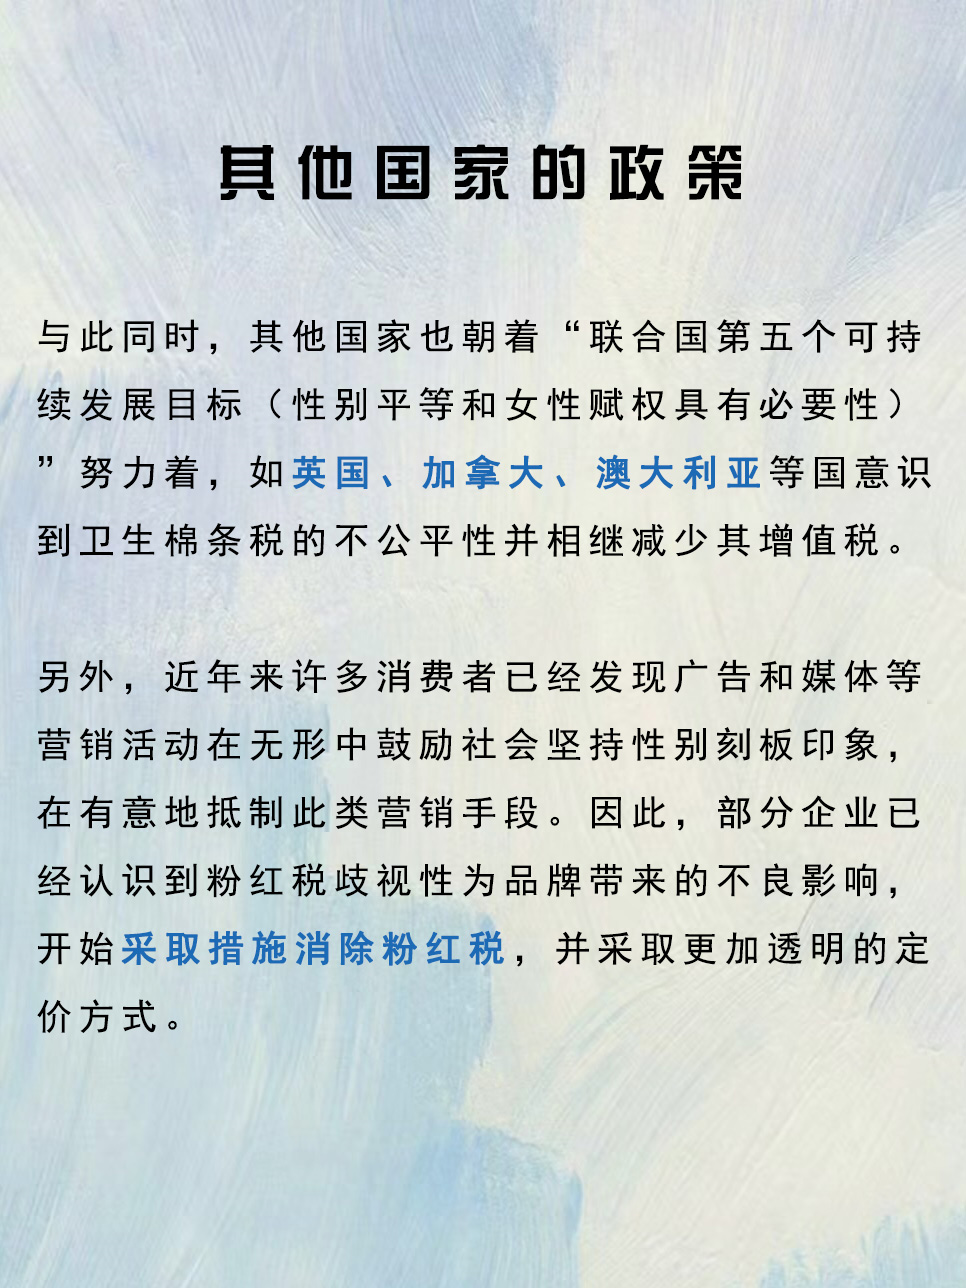 其他国家的政策
与此同时，其他国家也朝着“联合国第五个可持
续发展目标（性别平等和女性赋权具有必要性）
”努力着，如英国、加拿大、澳大利亚等国意识
到卫生棉条税的不公平性并相继减少其增值税。
另外，近年来许多消费者已经发现广告和媒体等
营销活动在无形中鼓励社会坚持性别刻板印象，
在有意地抵制此类营销手段。因此，部分企业已
经认识到粉红税歧视性为品牌带来的不良影响，
开始采取措施消除粉红税，并采取更加透明的定
价方式。